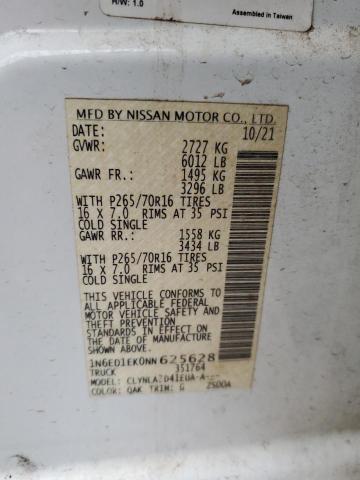 H/W: 1.0
Assembled in Taiwan
MFD BY NISSAN MOTOR CO., LTD.
DATE: 10/21
GVWR: 2727 KG
6012 LB
GAWR FR.: 1495 KG
3296 LB
WITH P265/70R16 TIRES
16 X 7.0 RIMS AT 35 PSI
COLD SINGLE
GAWR RR.: 1558 KG
3434 LB
WITH P265/70R16 TIRES
16 X 7.0 RIMS AT 35 PSI
COLD SINGLE
THIS VEHICLE CONFORMS TO
ALL APPLICABLE FEDERAL
MOTOR VEHICLE SAFETY AND
THEFT PREVENTION
STANDARDS IN EFFECT ON
THE DATE OF MANUFACTURE
SHOWN ABOVE
1N6ED1EK0NN625628
TRUCK 351764
MODEL:
COLOR: QAK TRIM: G 2500A